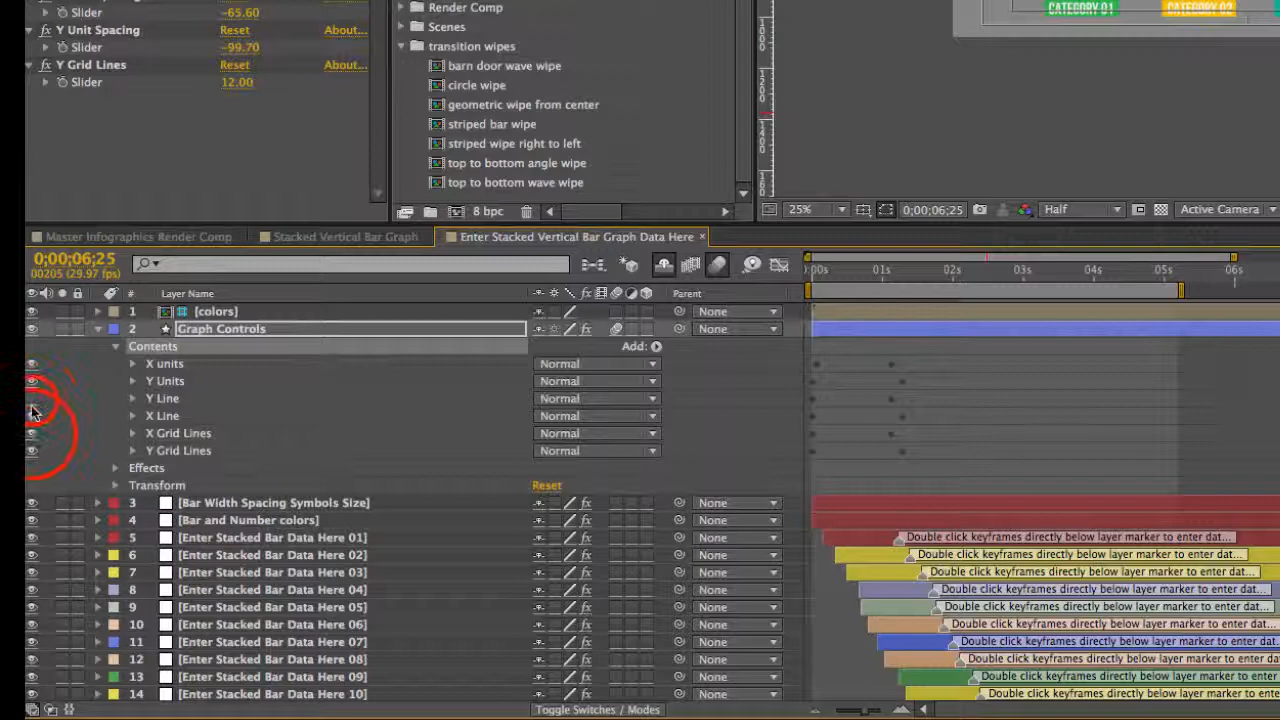 Slider -65.60
fx Y Unit Spacing Reset About...
Slider -99.70
fx Y Grid Lines Reset About...
Slider 12.00
Render Comp
Scenes
transition wipes
barn door wave wipe
circle wipe
geometric wipe from center
striped bar wipe
striped wipe right to left
top to bottom angle wipe
top to bottom wave wipe
8 bpc
CATEGORY 01 CATEGORY 02
25% 0;00;06;25 Half Active Camera
Master Infographics Render Comp Stacked Vertical Bar Graph Enter Stacked Vertical Bar Graph Data Here ×
0;00;06;25
00205 (29.97 fps)
:00s 01s 02s 03s 04s 05s 06s
# Layer Name fx Parent
1 [colors] None
2 Graph Controls fx None
Contents Add:
X units Normal
Y Units Normal
Y Line Normal
X Line Normal
X Grid Lines Normal
Y Grid Lines Normal
Effects
Transform Reset
3 [Bar Width Spacing Symbols Size] fx None
4 [Bar and Number colors] fx None
5 [Enter Stacked Bar Data Here 01] fx None Double click keyframes directly below layer marker to enter dat...
6 [Enter Stacked Bar Data Here 02] fx None Double click keyframes directly below layer marker to enter dat...
7 [Enter Stacked Bar Data Here 03] fx None Double click keyframes directly below layer marker to enter dat...
8 [Enter Stacked Bar Data Here 04] fx None Double click keyframes directly below layer marker to enter dat...
9 [Enter Stacked Bar Data Here 05] fx None Double click keyframes directly below layer marker to enter dat...
10 [Enter Stacked Bar Data Here 06] fx None Double click keyframes directly below layer marker to enter dat...
11 [Enter Stacked Bar Data Here 07] fx None Double click keyframes directly below layer marker to enter dat
12 [Enter Stacked Bar Data Here 08] fx None Double click keyframes directly below layer marker to enter dat
13 [Enter Stacked Bar Data Here 09] fx None Double click keyframes directly below layer marker to enter d
14 [Enter Stacked Bar Data Here 10] fx None Double click keyframes directly below layer marker to enter
Toggle Switches / Modes